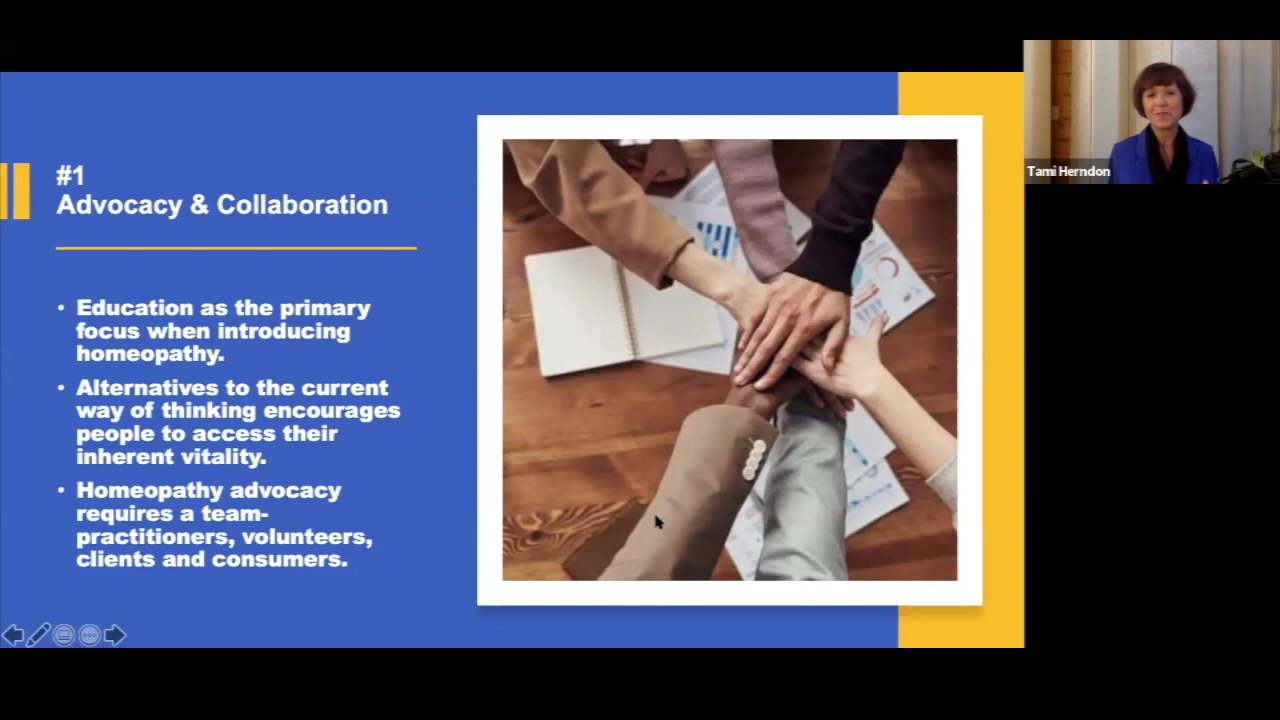 #1
Advocacy & Collaboration
• Education as the primary
focus when introducing
homeopathy.
• Alternatives to the current
way of thinking encourages
people to access their
inherent vitality.
• Homeopathy advocacy
requires a team-
practitioners, volunteers,
clients and consumers.
Tami Herndon